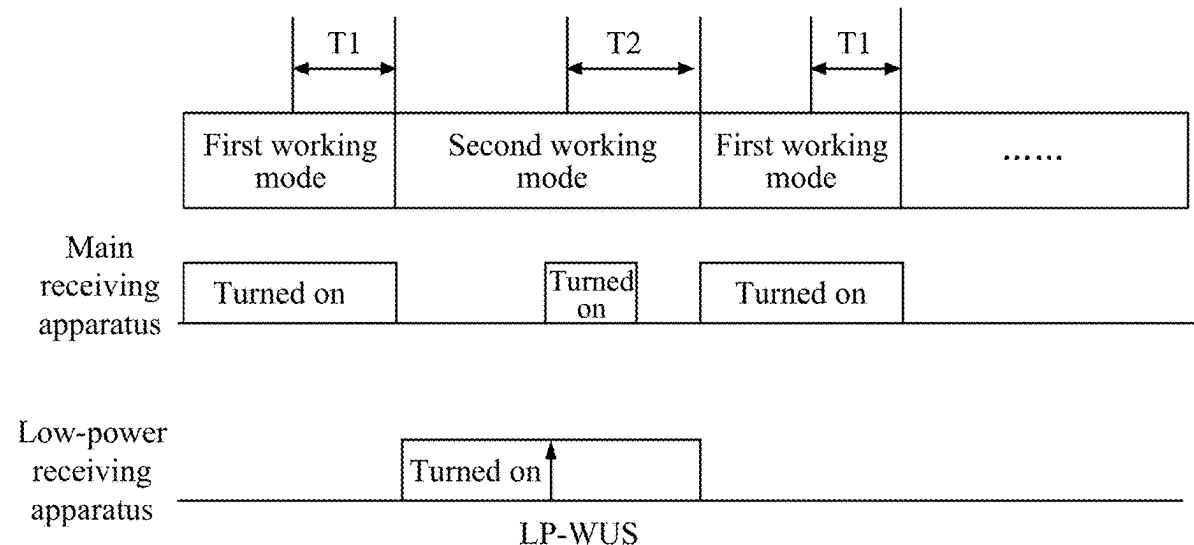 T1
T2
T1
First working
mode
Second working
mode
First working
mode
......
Main
receiving
apparatus
Turned on
Turned
on
Turned on
Low-power
receiving
apparatus
Turned on
LP-WUS